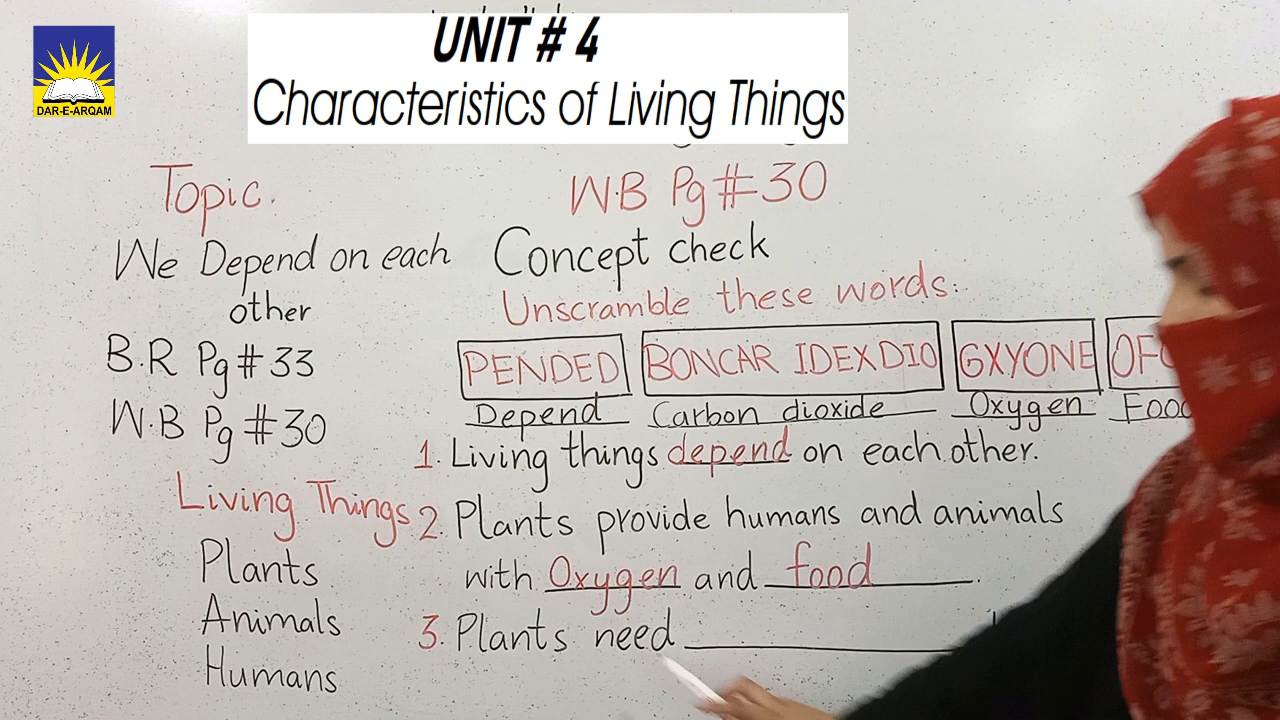 UNIT # 4
Characteristics of Living Things
DAR-E-ARQAM
Topic.
We Depend on each
other
B.R Pg# 33
W.B Pg #30
Living Things
Plants
Animals
Humans
W.B Pg #30
Concept check
Unscramble these words:
PENDED BONCAR IDEXDIO GXYONE
Depend Carbon dioxide Oxygen
1. Living things depend on each other.
2. Plants provide humans and animals
with Oxygen and food.
3. Plants need